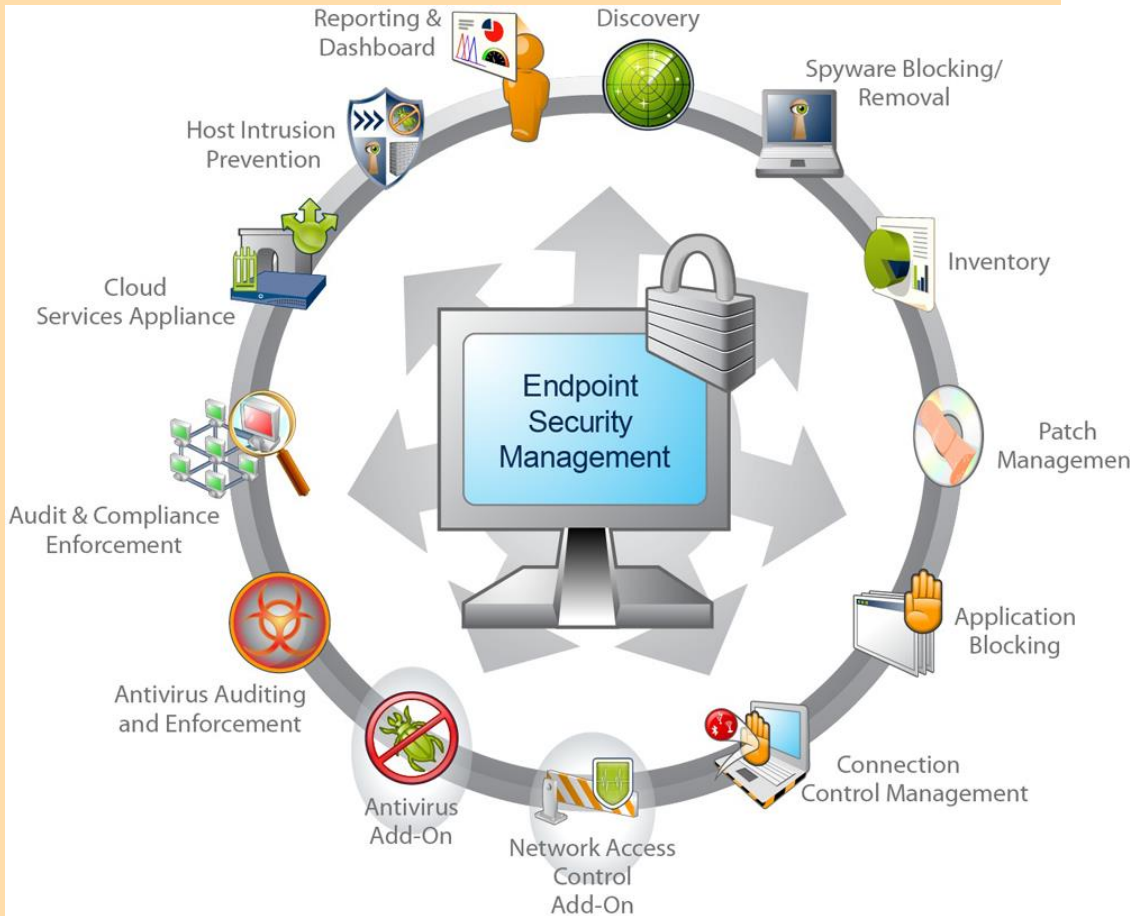 Reporting &
Dashboard
Discovery
Spyware Blocking/
Removal
Host Intrusion
Prevention
Inventory
Cloud
Services Appliance
Endpoint
Security
Management
Patch
Managemen
Audit & Compliance
Enforcement
Application
Blocking
Antivirus Auditing
and Enforcement
Connection
Control Management
Antivirus
Add-On
Network Access
Control
Add-On